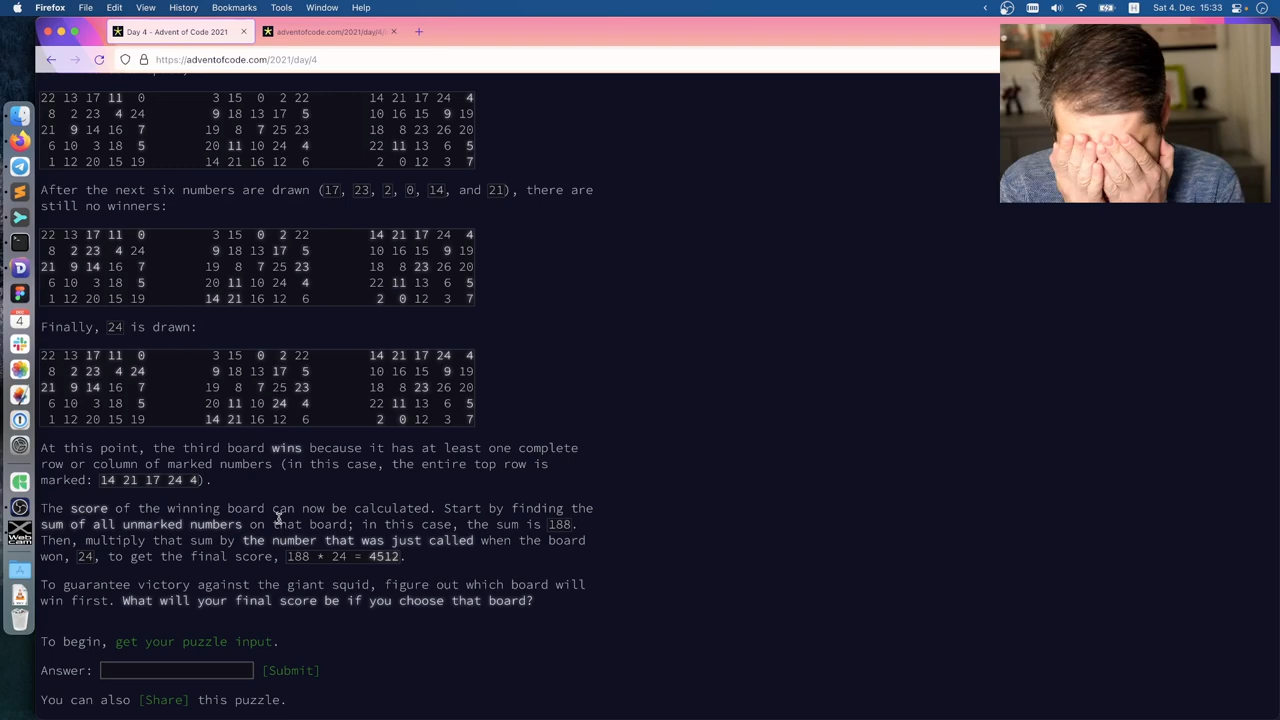 Firefox File Edit View History Bookmarks Tools Window Help Sat 4. Dec 15:33
Day 4 - Advent of Code 2021 adventofcode.com/2021/day/4/
https://adventofcode.com/2021/day/4
22 13 17 11 0 3 15 0 2 22 14 21 17 24 4
8 2 23 4 24 9 18 13 17 5 10 16 15 9 19
21 9 14 16 7 19 8 7 25 23 18 8 23 26 20
6 10 3 18 5 20 11 10 24 4 22 11 13 6 5
1 12 20 15 19 14 21 16 12 6 2 0 12 3 7
After the next six numbers are drawn (17, 23, 2, 0, 14, and 21), there are
still no winners:
22 13 17 11 0 3 15 0 2 22 14 21 17 24 4
8 2 23 4 24 9 18 13 17 5 10 16 15 9 19
21 9 14 16 7 19 8 7 25 23 18 8 23 26 20
6 10 3 18 5 20 11 10 24 4 22 11 13 6 5
1 12 20 15 19 14 21 16 12 6 2 0 12 3 7
Finally, 24 is drawn:
22 13 17 11 0 3 15 0 2 22 14 21 17 24 4
8 2 23 4 24 9 18 13 17 5 10 16 15 9 19
21 9 14 16 7 19 8 7 25 23 18 8 23 26 20
6 10 3 18 5 20 11 10 24 4 22 11 13 6 5
1 12 20 15 19 14 21 16 12 6 2 0 12 3 7
At this point, the third board wins because it has at least one complete
row or column of marked numbers (in this case, the entire top row is
marked: 14 21 17 24 4).
The score of the winning board can now be calculated. Start by finding the
sum of all unmarked numbers on that board; in this case, the sum is 188.
Then, multiply that sum by the number that was just called when the board
won, 24, to get the final score, 188 * 24 = 4512.
To guarantee victory against the giant squid, figure out which board will
win first. What will your final score be if you choose that board?
To begin, get your puzzle input.
Answer: [Submit]
You can also [Share] this puzzle.
DEC
4
WebCam